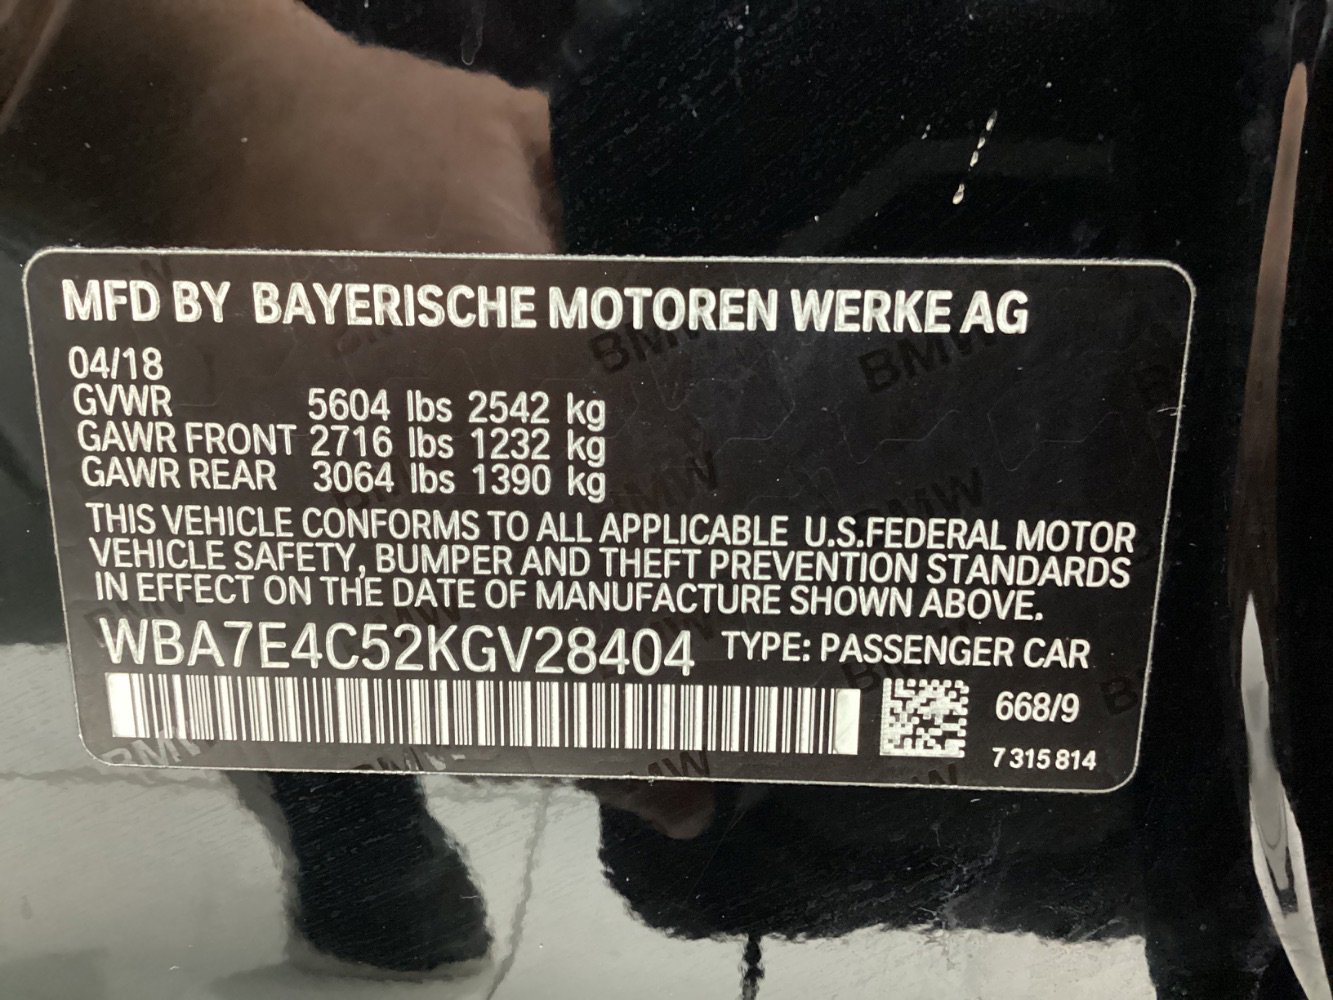 MFD BY BAYERISCHE MOTOREN WERKE AG
04/18
GVWR 5604 lbs 2542 kg
GAWR FRONT 2716 lbs 1232 kg
GAWR REAR 3064 lbs 1390 kg
THIS VEHICLE CONFORMS TO ALL APPLICABLE U.S.FEDERAL MOTOR
VEHICLE SAFETY, BUMPER AND THEFT PREVENTION STANDARDS
IN EFFECT ON THE DATE OF MANUFACTURE SHOWN ABOVE.
WBA7E4C52KGV28404 TYPE: PASSENGER CAR
668/9
7 315 814